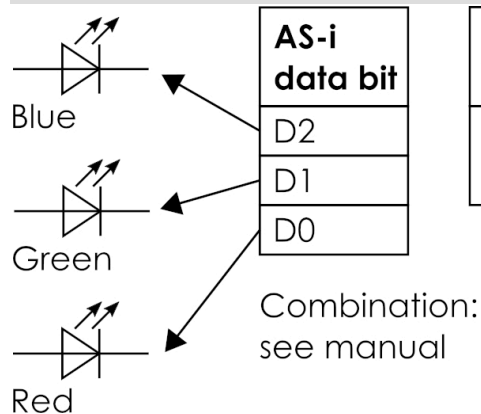 Blue
Green
Red
AS-i
data bit
D2
D1
D0
Combination:
see manual